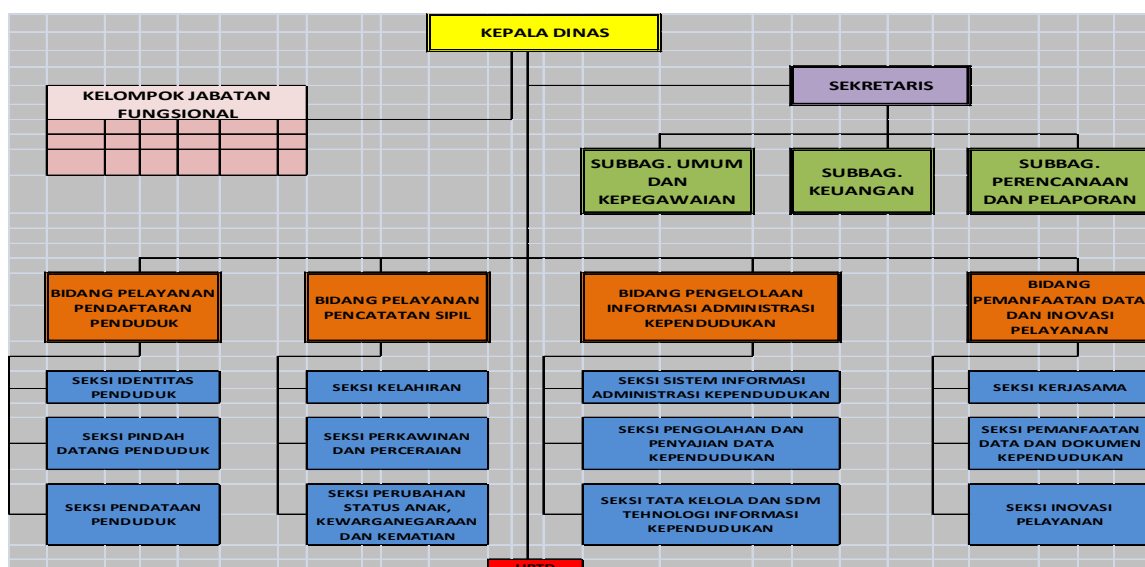 KEPALA DINAS
SEKRETARIS
KELOMPOK JABATAN
FUNGSIONAL
SUBBAG. UMUM
DAN
KEPEGAWAIAN
SUBBAG.
KEUANGAN
SUBBAG.
PERENCANAAN
DAN PELAPORAN
BIDANG PELAYANAN
PENDAFTARAN
PENDUDUK
BIDANG PELAYANAN
PENCATATAN SIPIL
BIDANG PENGELOLAAN
INFORMASI ADMINISTRASI
KEPENDUDUKAN
BIDANG
PEMANFAATAN DATA
DAN INOVASI
PELAYANAN
SEKSI IDENTITAS
PENDUDUK
SEKSI KELAHIRAN
SEKSI SISTEM INFORMASI
ADMINISTRASI KEPENDUDUKAN
SEKSI KERJASAMA
SEKSI PINDAH
DATANG PENDUDUK
SEKSI PERKAWINAN
DAN PERCERAIAN
SEKSI PENGOLAHAN DAN
PENYAJIAN DATA
KEPENDUDUKAN
SEKSI PEMANFAATAN
DATA DAN DOKUMEN
KEPENDUDUKAN
SEKSI PENDATAAN
PENDUDUK
SEKSI PERUBAHAN
STATUS ANAK,
KEWARGANEGARAAN
DAN KEMATIAN
SEKSI TATA KELOLA DAN SDM
TEHNOLOGI INFORMASI
KEPENDUDUKAN
SEKSI INOVASI
PELAYANAN